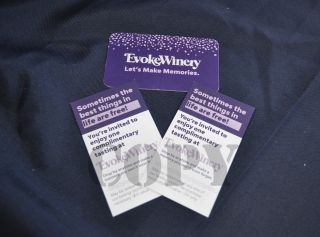 EvokeWinery
Let's Make Memories.
Sometimes the
best things in
life are free!
You're invited to
enjoy one
complimentary
tasting at
EvokeWinery
Sometimes the
best things in
life are free!
You're invited to
enjoy one
complimentary
tasting at
EvokeWinery
COPY